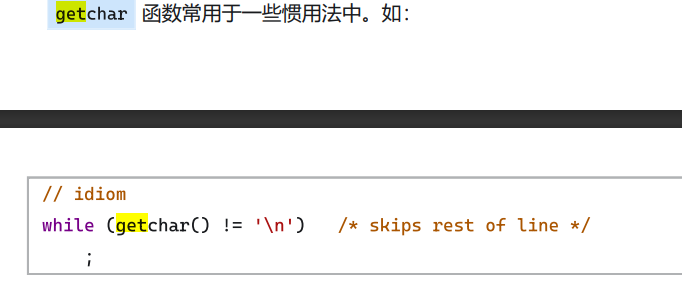 getchar 函数常用于一些惯用法中。如：
// idiom
while (getchar() != '\n')   /* skips rest of line */
    ;